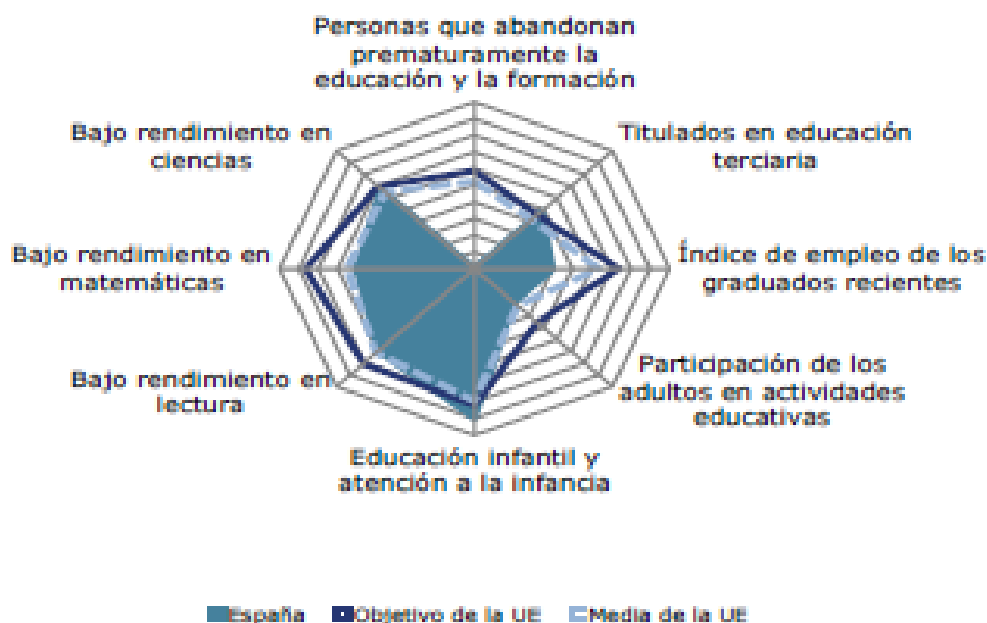 Personas que abandonan
prematuramente la
educación y la formación
Bajo rendimiento en
ciencias
Titulados en educación
terciaria
Bajo rendimiento en
matemáticas
Índice de empleo de los
graduados recientes
Bajo rendimiento en
lectura
Participación de los
adultos en actividades
educativas
Educación infantil y
atención a la infancia
España
Objetivo de la UE
Media de la UE